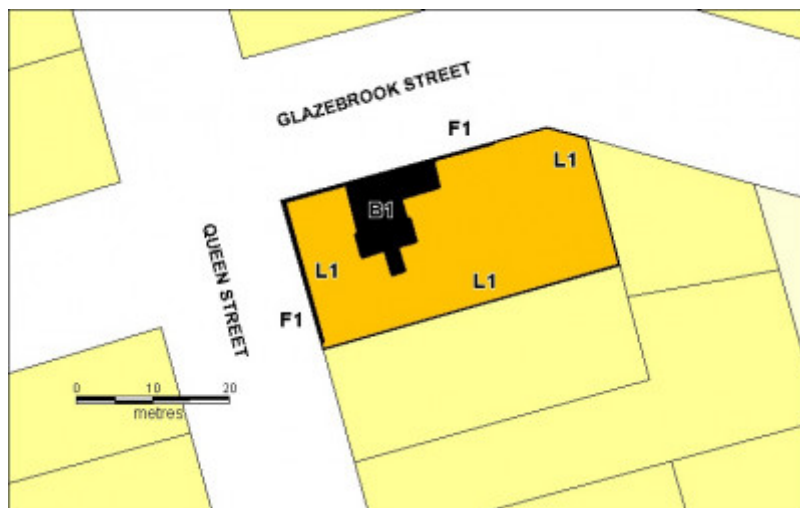 GLAZEBROOK STREET
F1
L1
B1
QUEEN STREET
L1
L1
F1
0 10 20
metres